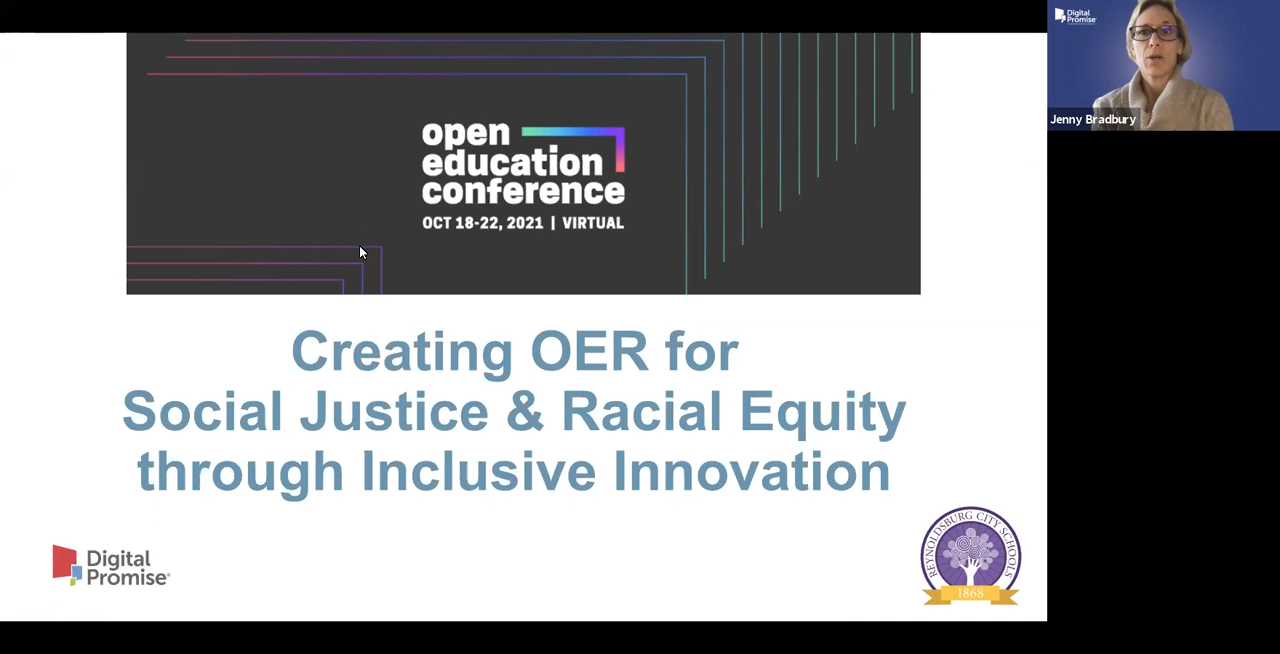 open
education
conference
OCT 18-22, 2021 | VIRTUAL
Creating OER for
Social Justice & Racial Equity
through Inclusive Innovation
Digital
Promise
REYNOLDSBURG CITY SCHOOLS
1868
Digital
Promise
Jenny Bradbury